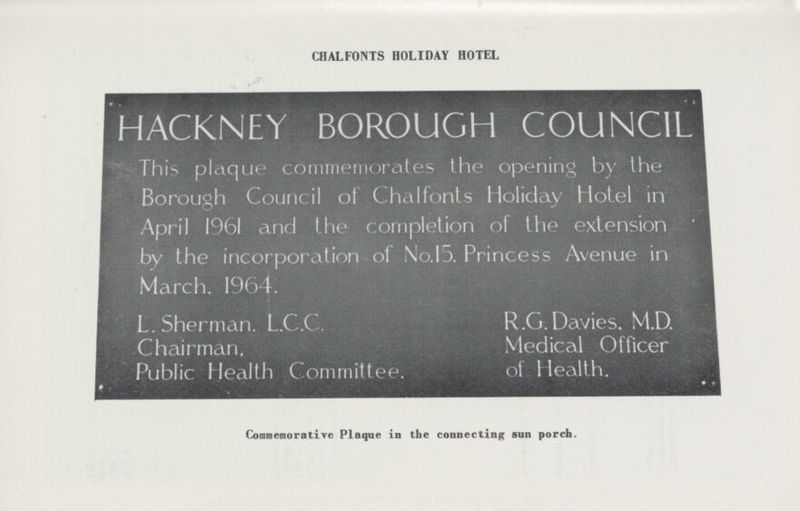 CHALFONTS HOLIDAY HOTEL
HACKNEY BOROUGH COUNCIL
This plaque commemorates the opening by the
Borough Council of Chalfonts Holiday Hotel in
April 1961 and the completion of the extension
by the incorporation of No.15, Princess Avenue in
March, 1964.
L. Sherman. L.C.C.
Chairman,
Public Health Committee.
R.G. Davies, M.D.
Medical Officer
of Health.
Commemorative Plaque in the connecting sun porch.